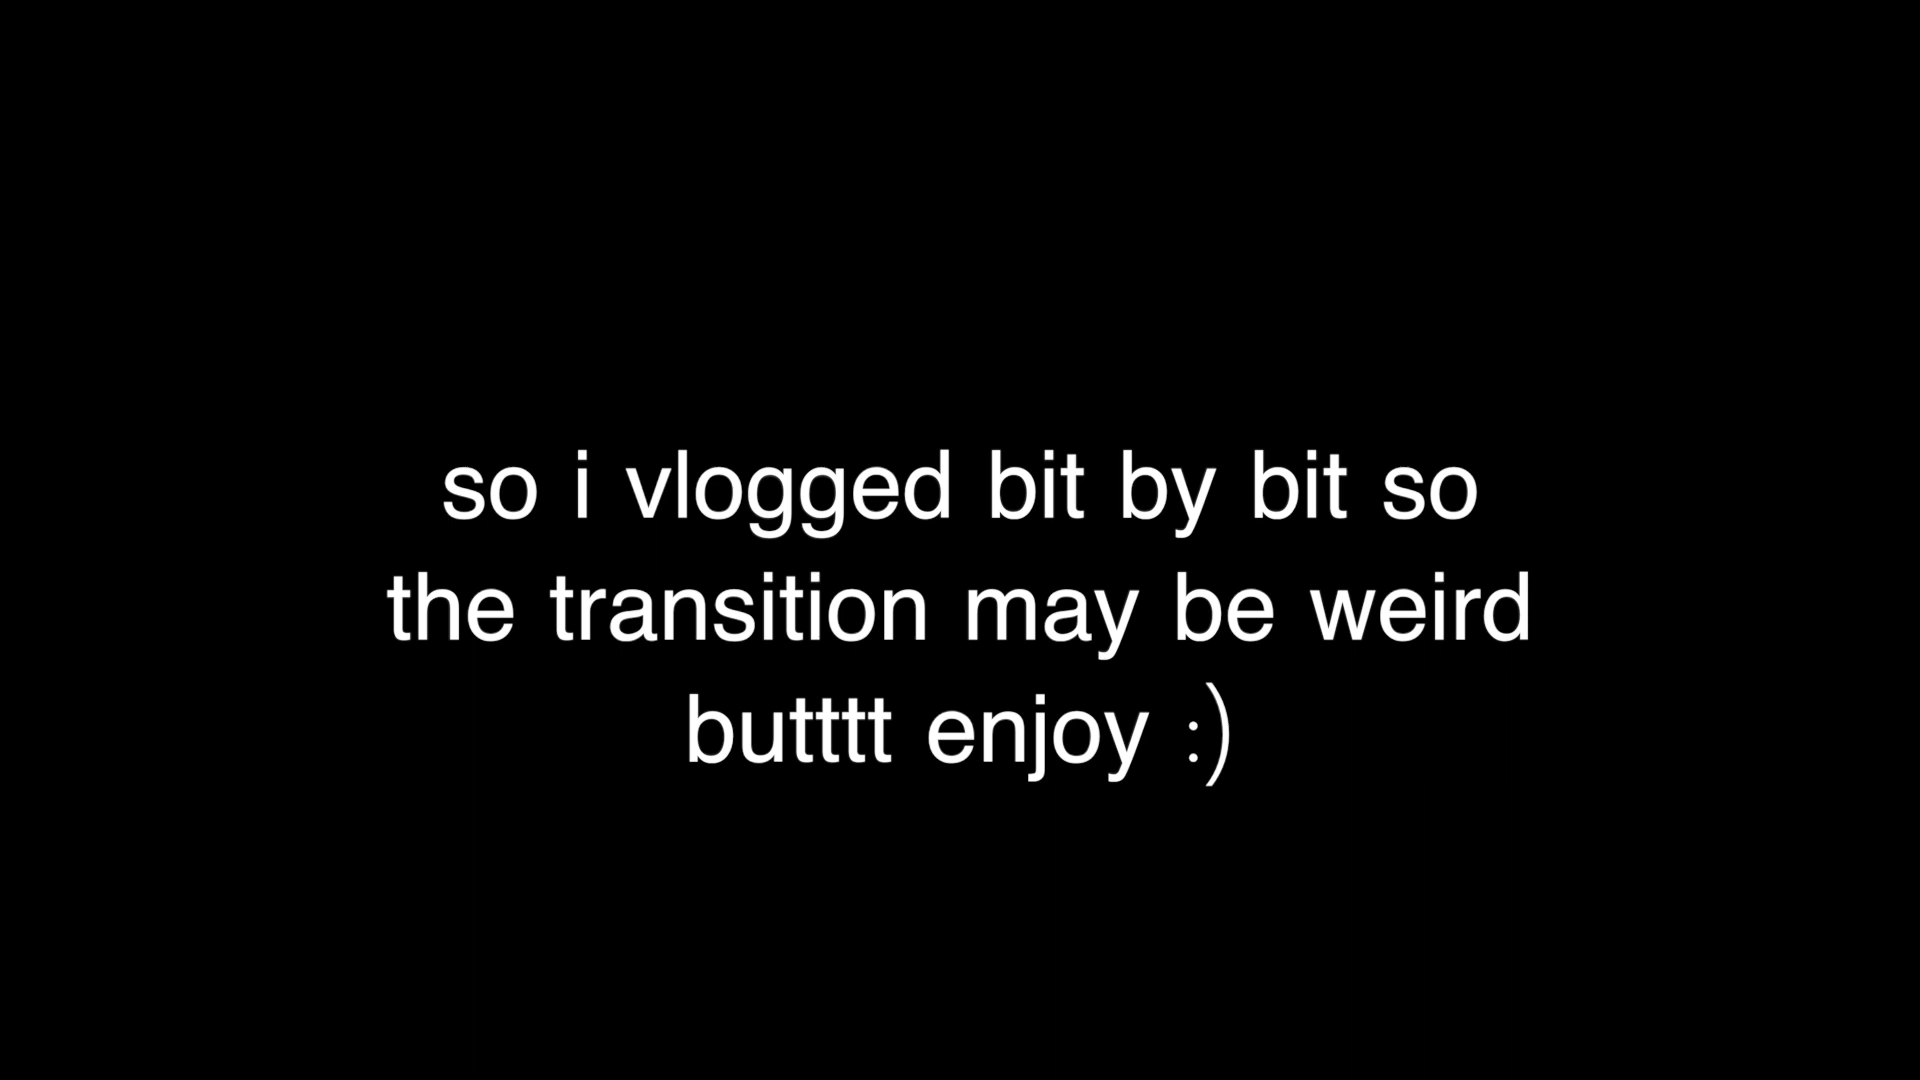 so i vlogged bit by bit so
the transition may be weird
butttt enjoy :)